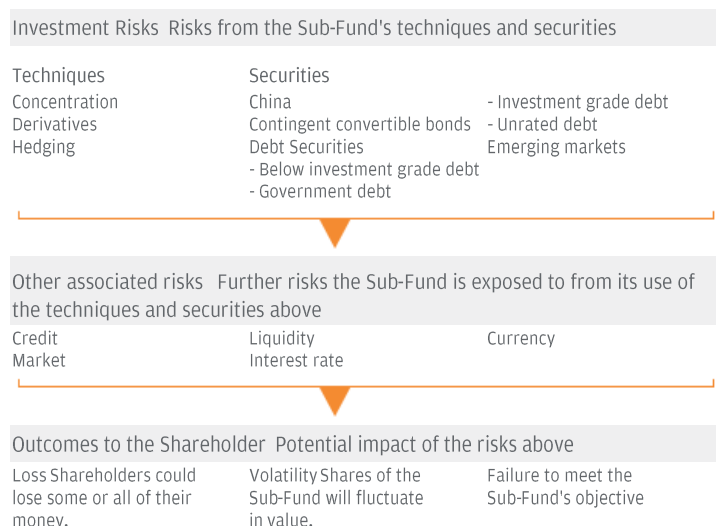 Investment Risks Risks from the Sub-Fund's techniques and securities
Techniques
Concentration
Derivatives
Hedging
Securities
China
Contingent convertible bonds
Debt Securities
- Below investment grade debt
- Government debt
- Investment grade debt
- Unrated debt
Emerging markets
Other associated risks Further risks the Sub-Fund is exposed to from its use of
the techniques and securities above
Credit
Market
Liquidity
Interest rate
Currency
Outcomes to the Shareholder Potential impact of the risks above
Loss Shareholders could
lose some or all of their
money.
Volatility Shares of the
Sub-Fund will fluctuate
in value.
Failure to meet the
Sub-Fund's objective